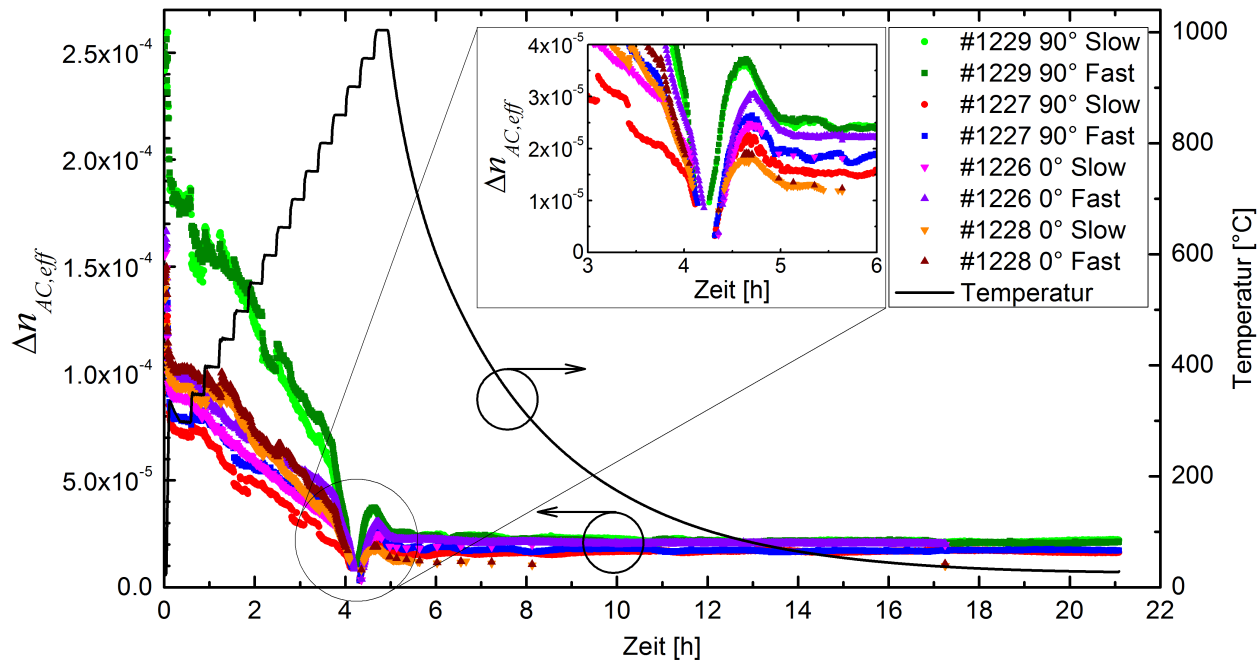 2.5x10-4
2.0x10-4
1.5x10-4
1.0x10-4
5.0x10-5
0.0
Δn AC,eff
0 2 4 6 8 10 12 14 16 18 20 22
Zeit [h]
4x10-5
3x10-5
2x10-5
1x10-5
0
Δn AC,eff
3 4 5 6
Zeit [h]
#1229 90° Slow
#1229 90° Fast
#1227 90° Slow
#1227 90° Fast
#1226 0° Slow
#1226 0° Fast
#1228 0° Slow
#1228 0° Fast
Temperatur
1000
800
600
400
200
0
Temperatur [°C]